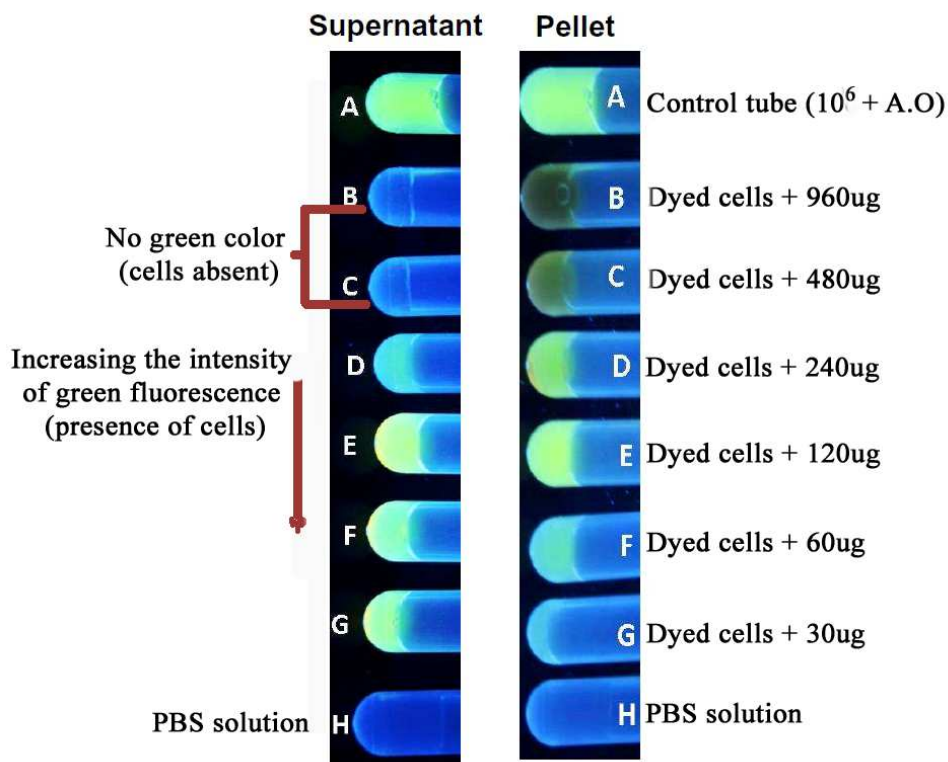 Supernatant
Pellet
A
A
Control tube (10⁶ + A.O)
B
B
Dyed cells + 960ug
No green color
(cells absent)
C
C
Dyed cells + 480ug
Increasing the intensity
of green fluorescence
(presence of cells)
D
D
Dyed cells + 240ug
E
E
Dyed cells + 120ug
F
F
Dyed cells + 60ug
G
G
Dyed cells + 30ug
PBS solution
H
H
PBS solution